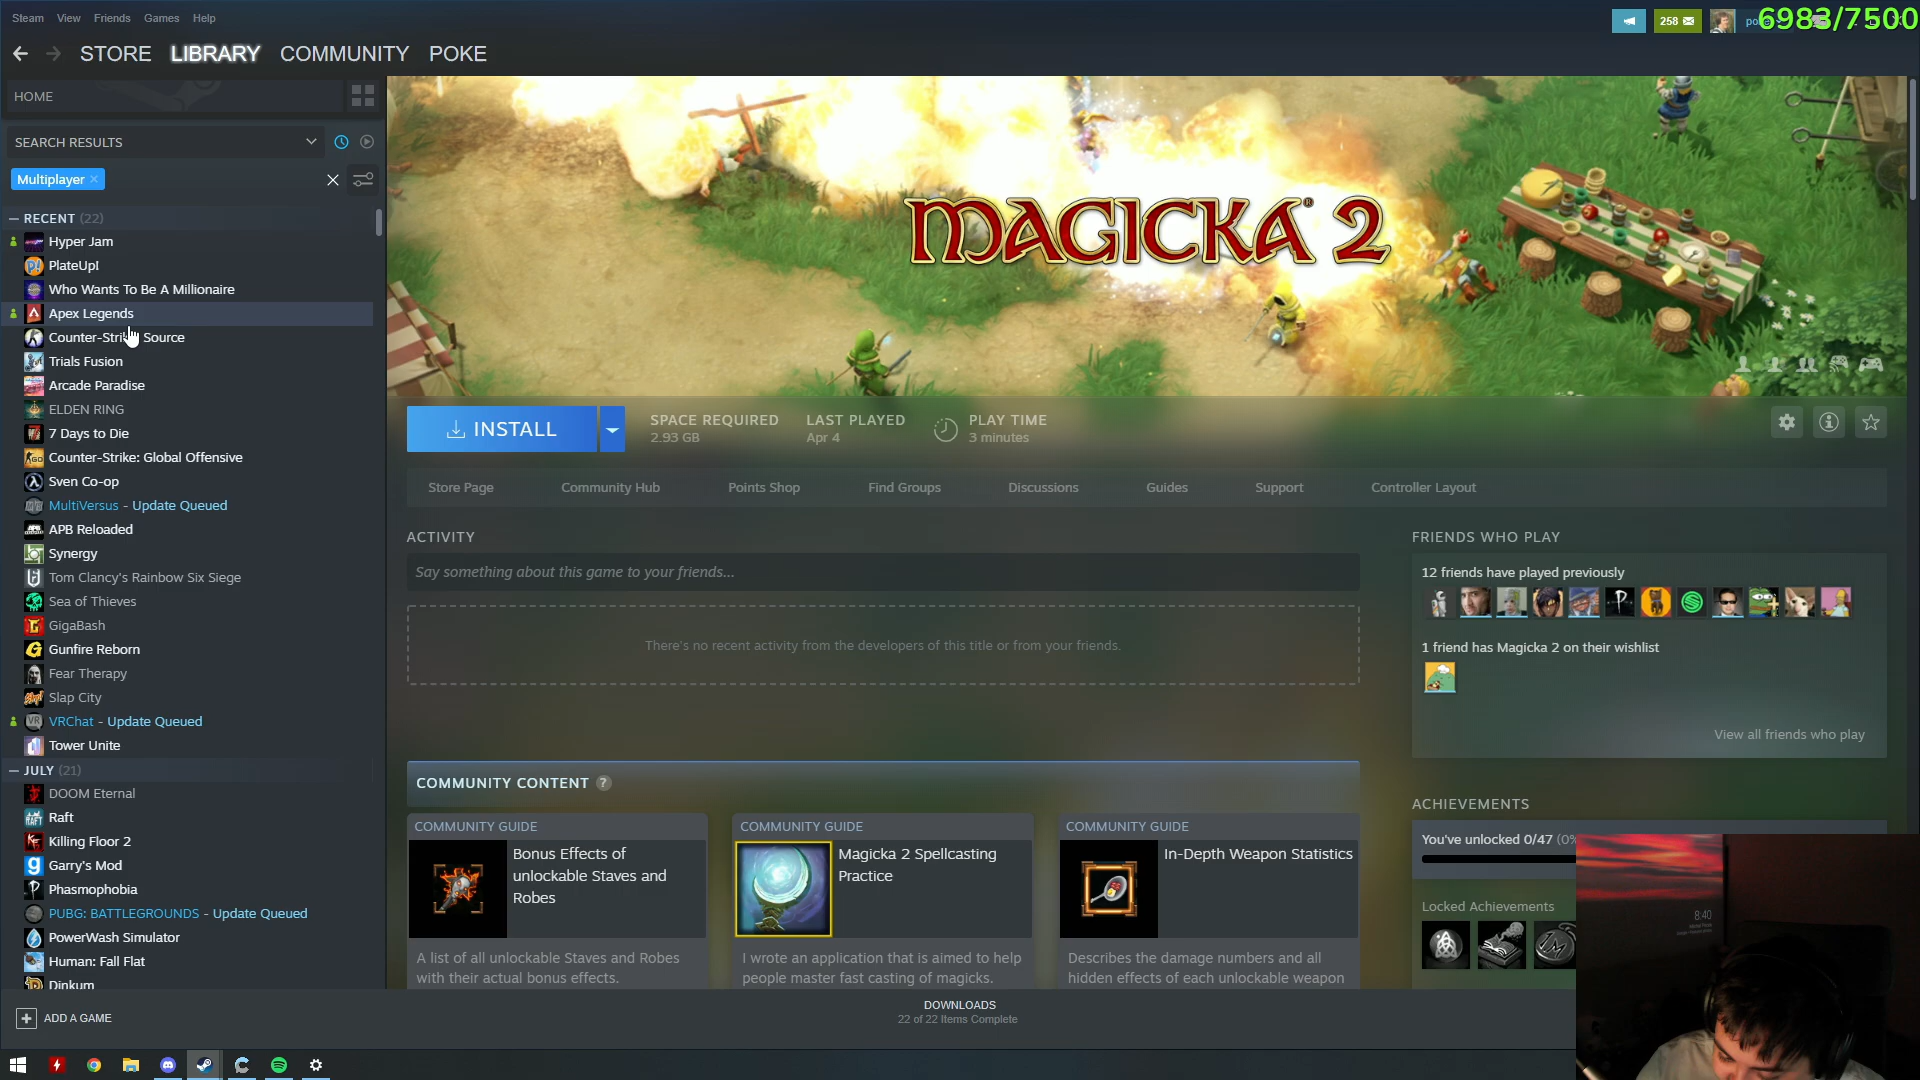 Steam View Friends Games Help
258
6983/7500
STORE LIBRARY COMMUNITY POKE
HOME
SEARCH RESULTS
Multiplayer
RECENT (22)
Hyper Jam
PlateUp!
Who Wants To Be A Millionaire
Apex Legends
Counter-Strike: Source
Trials Fusion
Arcade Paradise
ELDEN RING
7 Days to Die
Counter-Strike: Global Offensive
Sven Co-op
MultiVersus - Update Queued
APB Reloaded
Synergy
Tom Clancy's Rainbow Six Siege
Sea of Thieves
GigaBash
Gunfire Reborn
Fear Therapy
Slap City
VRChat - Update Queued
Tower Unite
JULY (21)
DOOM Eternal
Raft
Killing Floor 2
Garry's Mod
Phasmophobia
PUBG: BATTLEGROUNDS - Update Queued
PowerWash Simulator
Human: Fall Flat
Dinkum
ADD A GAME
MAGICKA 2
INSTALL
SPACE REQUIRED
2.93 GB
LAST PLAYED
Apr 4
PLAY TIME
3 minutes
Store Page Community Hub Points Shop Find Groups Discussions Guides Support Controller Layout
ACTIVITY
Say something about this game to your friends...
There's no recent activity from the developers of this title or from your friends.
FRIENDS WHO PLAY
12 friends have played previously
1 friend has Magicka 2 on their wishlist
View all friends who play
COMMUNITY CONTENT ?
COMMUNITY GUIDE
Bonus Effects of
unlockable Staves and
Robes
A list of all unlockable Staves and Robes
with their actual bonus effects.
COMMUNITY GUIDE
Magicka 2 Spellcasting
Practice
I wrote an application that is aimed to help
people master fast casting of magicks.
COMMUNITY GUIDE
In-Depth Weapon Statistics
Describes the damage numbers and all
hidden effects of each unlockable weapon
ACHIEVEMENTS
You've unlocked 0/47 (0%
Locked Achievements
8:40
DOWNLOADS
22 of 22 Items Complete